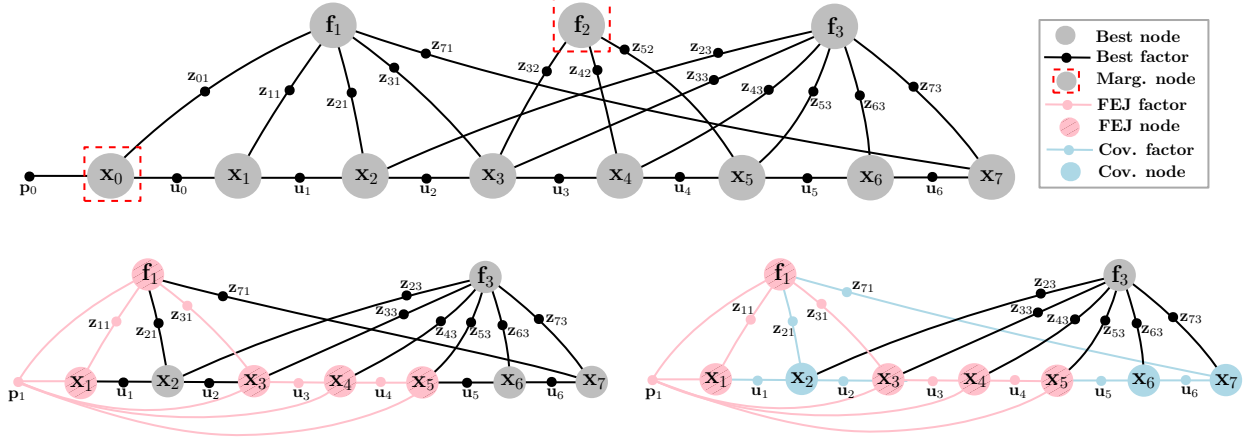 f₁ f₂ f₃
z₇₁ z₅₂ z₂₃
z₀₁ z₃₁ z₃₂ z₄₂ z₃₃
z₁₁ z₂₁ z₄₃ z₅₃ z₆₃ z₇₃
x₀ x₁ x₂ x₃ x₄ x₅ x₆ x₇
p₀ u₀ u₁ u₂ u₃ u₄ u₅ u₆
Best node
Best factor
Marg. node
FEJ factor
FEJ node
Cov. factor
Cov. node
f₁ f₃
z₇₁ z₂₃
z₁₁ z₂₁ z₃₁ z₃₃ z₄₃ z₅₃ z₆₃ z₇₃
x₁ x₂ x₃ x₄ x₅ x₆ x₇
p₁ u₁ u₂ u₃ u₄ u₅ u₆
f₁ f₃
z₇₁ z₂₃
z₁₁ z₂₁ z₃₁ z₃₃ z₄₃ z₅₃ z₆₃ z₇₃
x₁ x₂ x₃ x₄ x₅ x₆ x₇
p₁ u₁ u₂ u₃ u₄ u₅ u₆